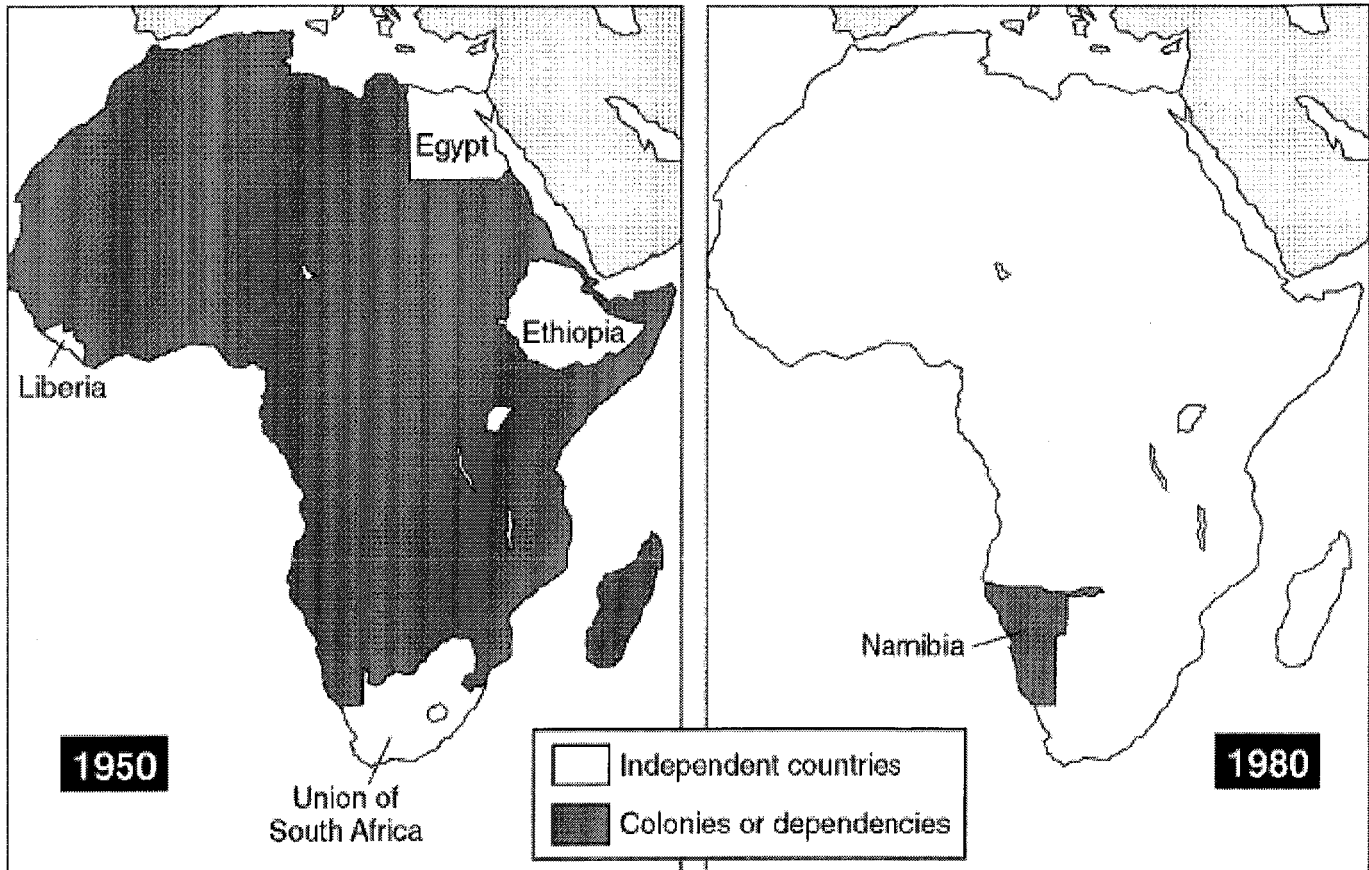 Egypt
Ethiopia
Liberia
1950
Union of
South Africa
Namibia
1980
Independent countries
Colonies or dependencies